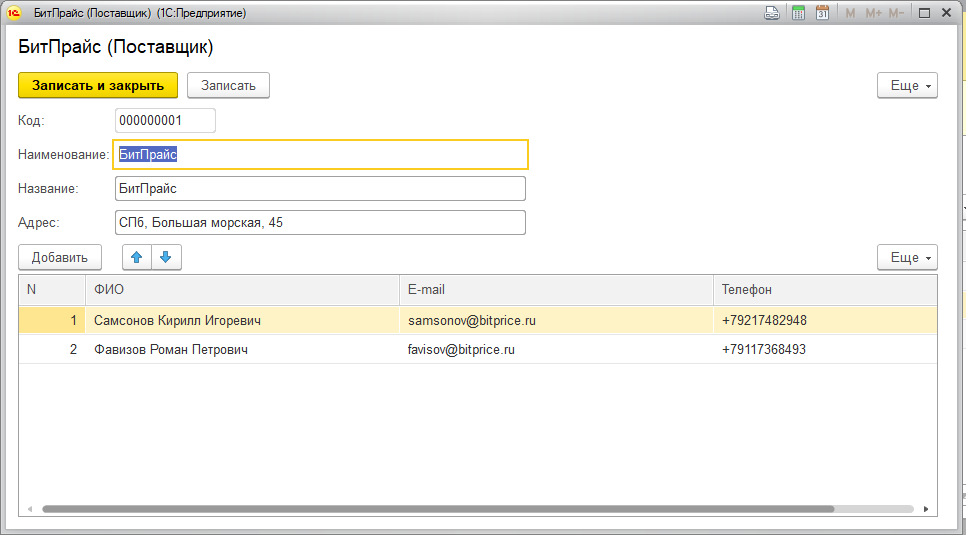 БитПрайс (Поставщик) (1С:Предприятие)
31 M M+ M-
БитПрайс (Поставщик)
Записать и закрыть Записать Еще
Код: 000000001
Наименование: БитПрайс
Название: БитПрайс
Адрес: СПб, Большая морская, 45
Добавить Еще
N ФИО E-mail Телефон
1 Самсонов Кирилл Игоревич samsonov@bitprice.ru +79217482948
2 Фавизов Роман Петрович favisov@bitprice.ru +79117368493